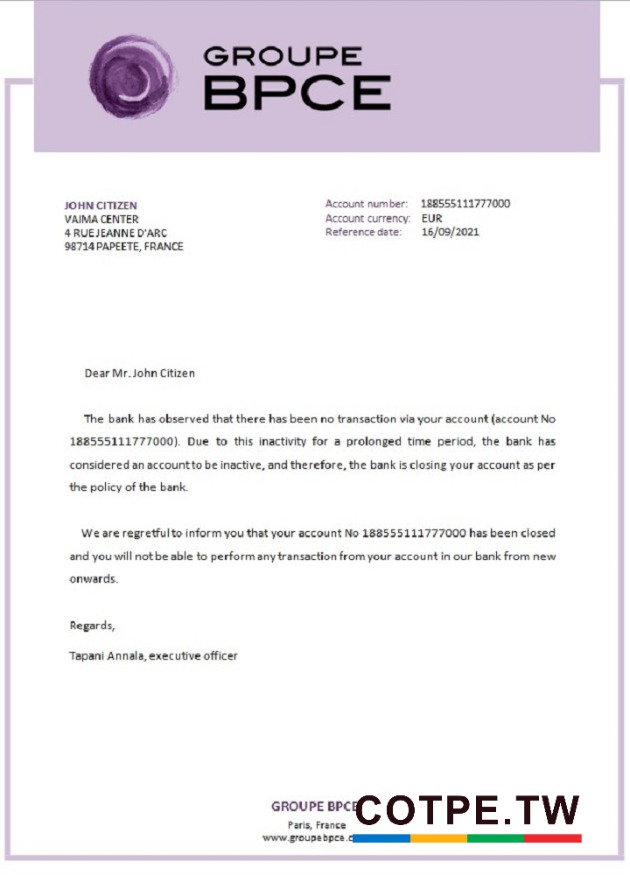 GROUPE
BPCE
JOHN CITIZEN
VAIMA CENTER
4 RUE JEANNE D'ARC
98714 PAPEETE, FRANCE
Account number: 188555111777000
Account currency: EUR
Reference date: 16/09/2021
Dear Mr. John Citizen
The bank has observed that there has been no transaction via your account (account No
188555111777000). Due to this inactivity for a prolonged time period, the bank has
considered an account to be inactive, and therefore, the bank is closing your account as per
the policy of the bank.
We are regretful to inform you that your account No 188555111777000 has been closed
and you will not be able to perform any transaction from your account in our bank from new
onwards.
Regards,
Tapani Annala, executive officer
GROUPE BPCE
Paris, France
www.groupebpce.c
COTPE.TW